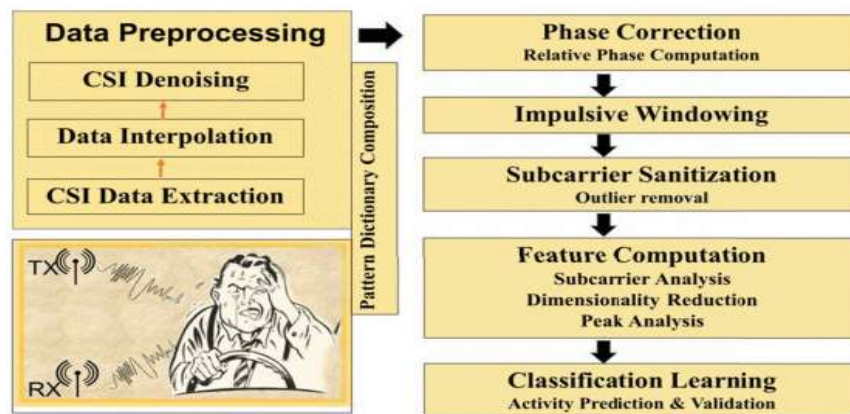 Data Preprocessing
CSI Denoising
Data Interpolation
CSI Data Extraction
Pattern Dictionary Composition
TX
RX
Phase Correction
Relative Phase Computation
Impulsive Windowing
Subcarrier Sanitization
Outlier removal
Feature Computation
Subcarrier Analysis
Dimensionality Reduction
Peak Analysis
Classification Learning
Activity Prediction & Validation